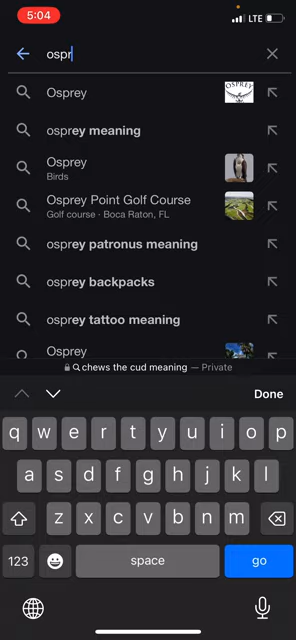 5:04
LTE
ospr
Osprey
OSPREY
osprey meaning
Osprey
Birds
Osprey Point Golf Course
Golf course · Boca Raton, FL
osprey patronus meaning
osprey backpacks
osprey tattoo meaning
Osprey
chews the cud meaning — Private
Done
q w e r t y u i o p
a s d f g h j k l
z x c v b n m
123 space go